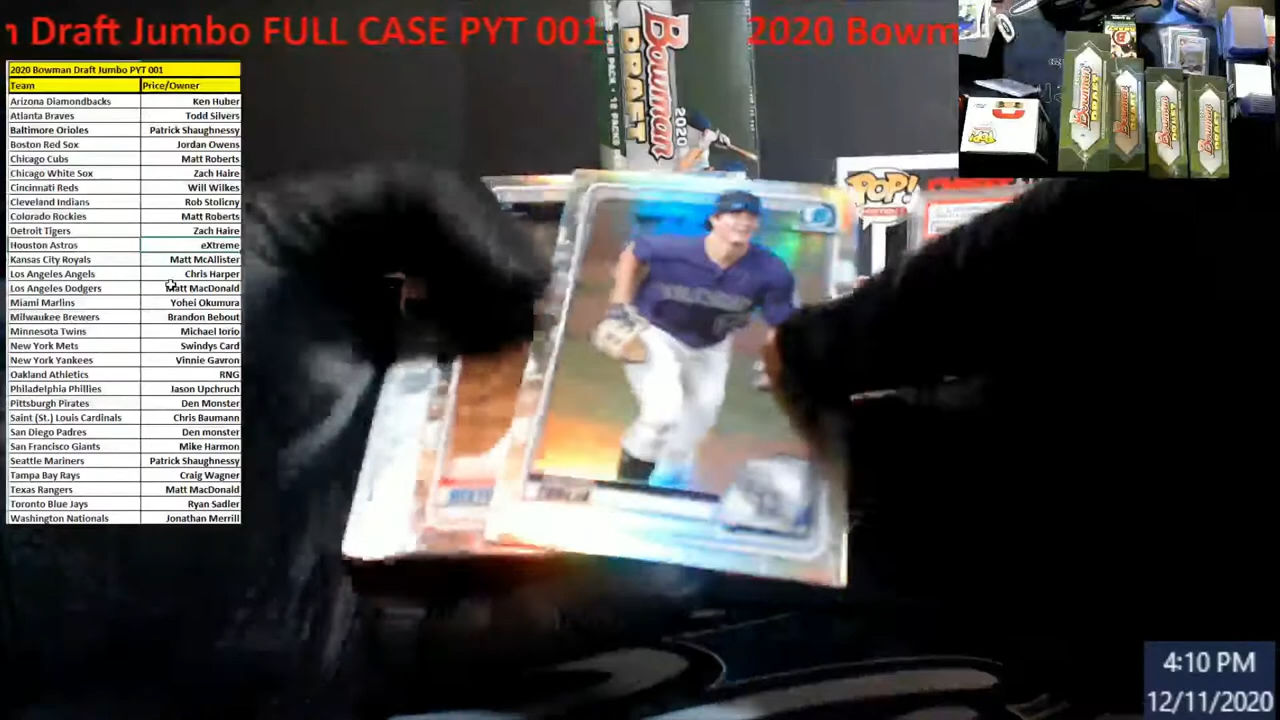 n Draft Jumbo FULL CASE PYT 001
2020 Bowm
2020 Bowman Draft Jumbo PYT 001
Team Price/Owner
Arizona Diamondbacks Ken Huber
Atlanta Braves Todd Silvers
Baltimore Orioles Patrick Shaughnessy
Boston Red Sox Jordan Owens
Chicago Cubs Matt Roberts
Chicago White Sox Zach Haire
Cincinnati Reds Will Wilkes
Cleveland Indians Rob Stolicny
Colorado Rockies Matt Roberts
Detroit Tigers Zach Haire
Houston Astros eXtreme
Kansas City Royals Matt McAllister
Los Angeles Angels Chris Harper
Los Angeles Dodgers Matt MacDonald
Miami Marlins Yohei Okumura
Milwaukee Brewers Brandon Bebout
Minnesota Twins Michael Iorio
New York Mets Swindys Card
New York Yankees Vinnie Gavron
Oakland Athletics RNG
Philadelphia Phillies Jason Upchruch
Pittsburgh Pirates Den Monster
Saint (St.) Louis Cardinals Chris Baumann
San Diego Padres Den monster
San Francisco Giants Mike Harmon
Seattle Mariners Patrick Shaughnessy
Tampa Bay Rays Craig Wagner
Texas Rangers Matt MacDonald
Toronto Blue Jays Ryan Sadler
Washington Nationals Jonathan Merrill
Bowman
DRAFT
2020
POP!
4:10 PM
12/11/2020